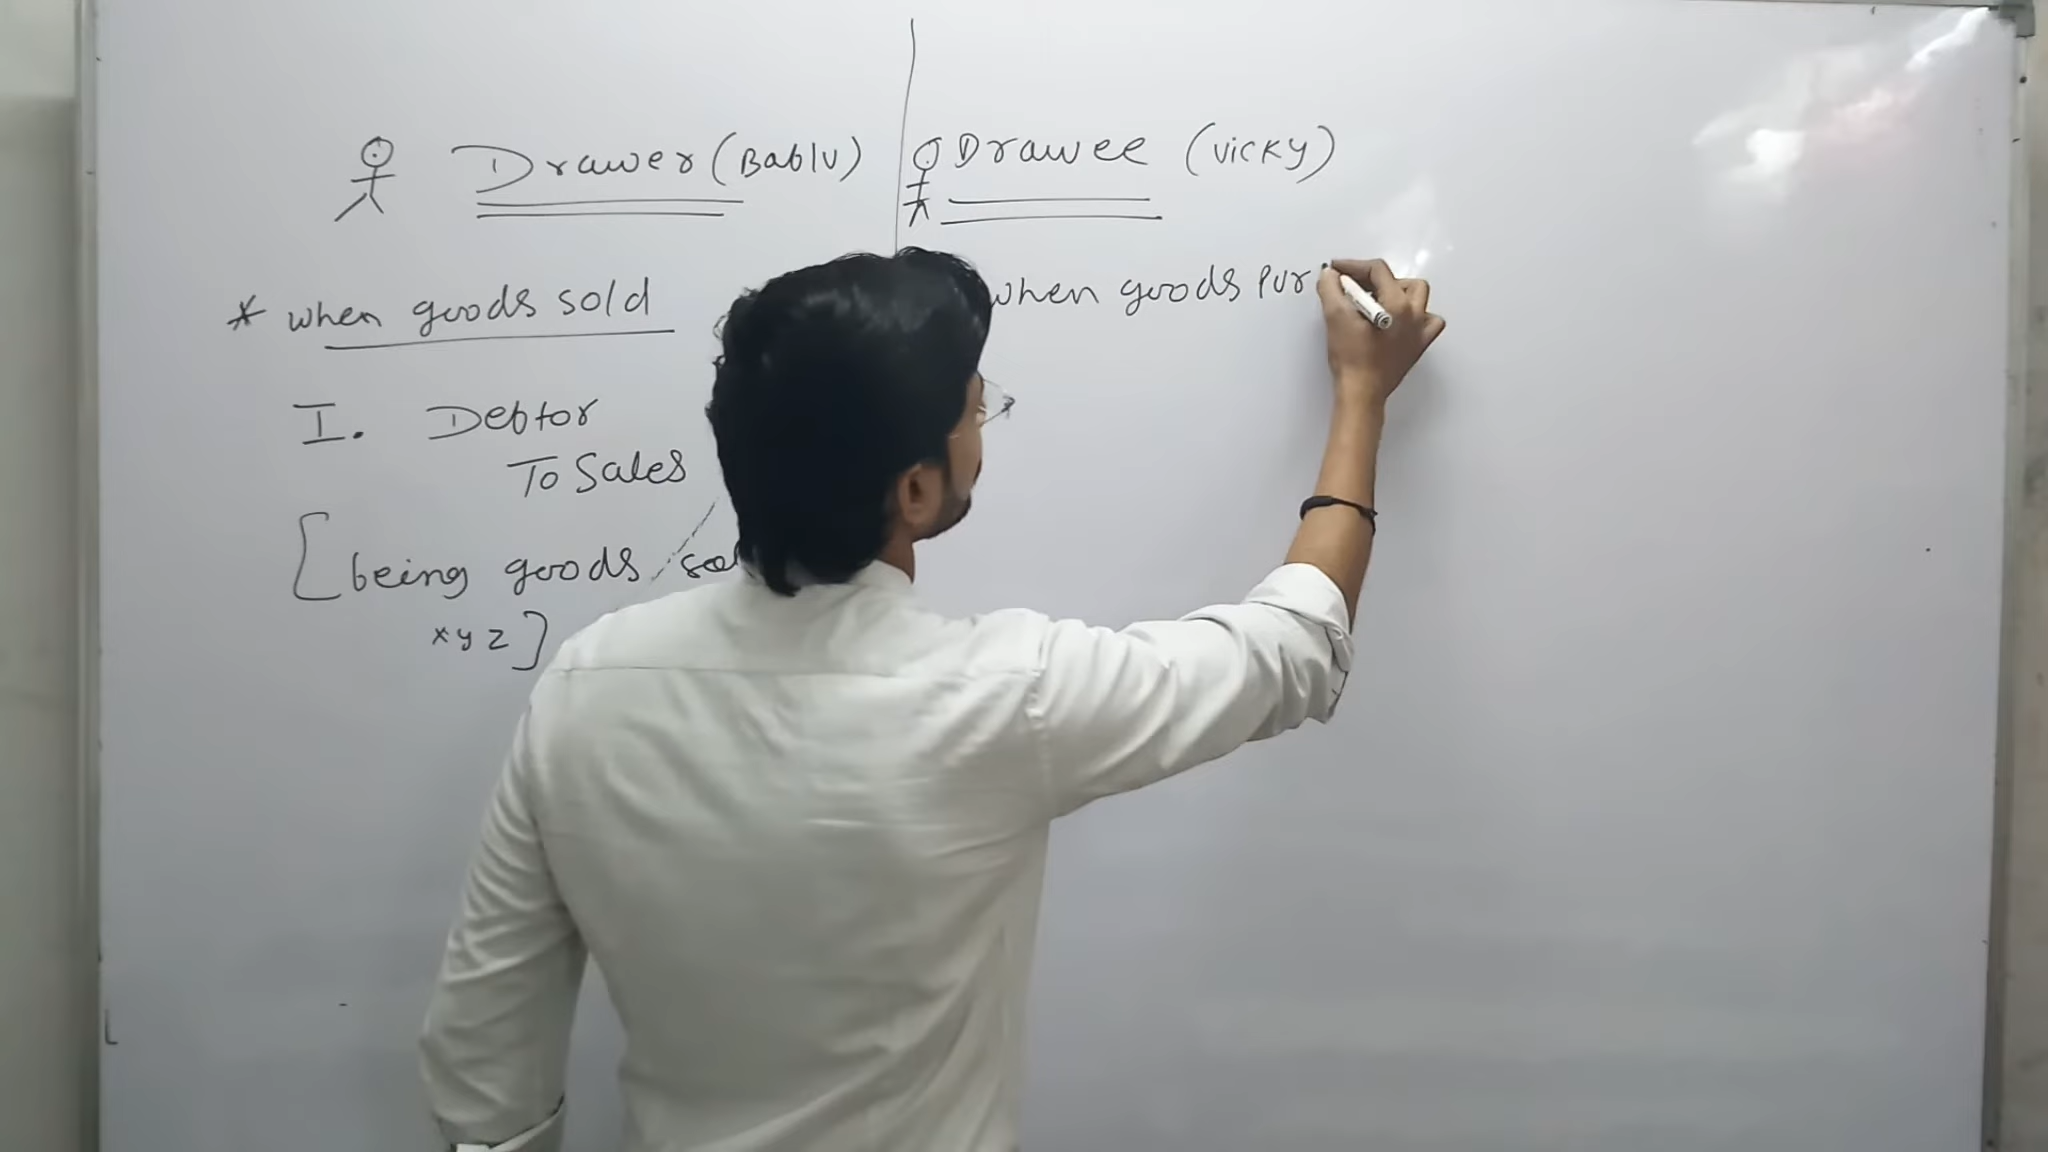 Drawer (Bablu)
* when goods sold
I. Debtor
To Sales
[being goods
xyz]
Drawee (Vicky)
when goods Pur